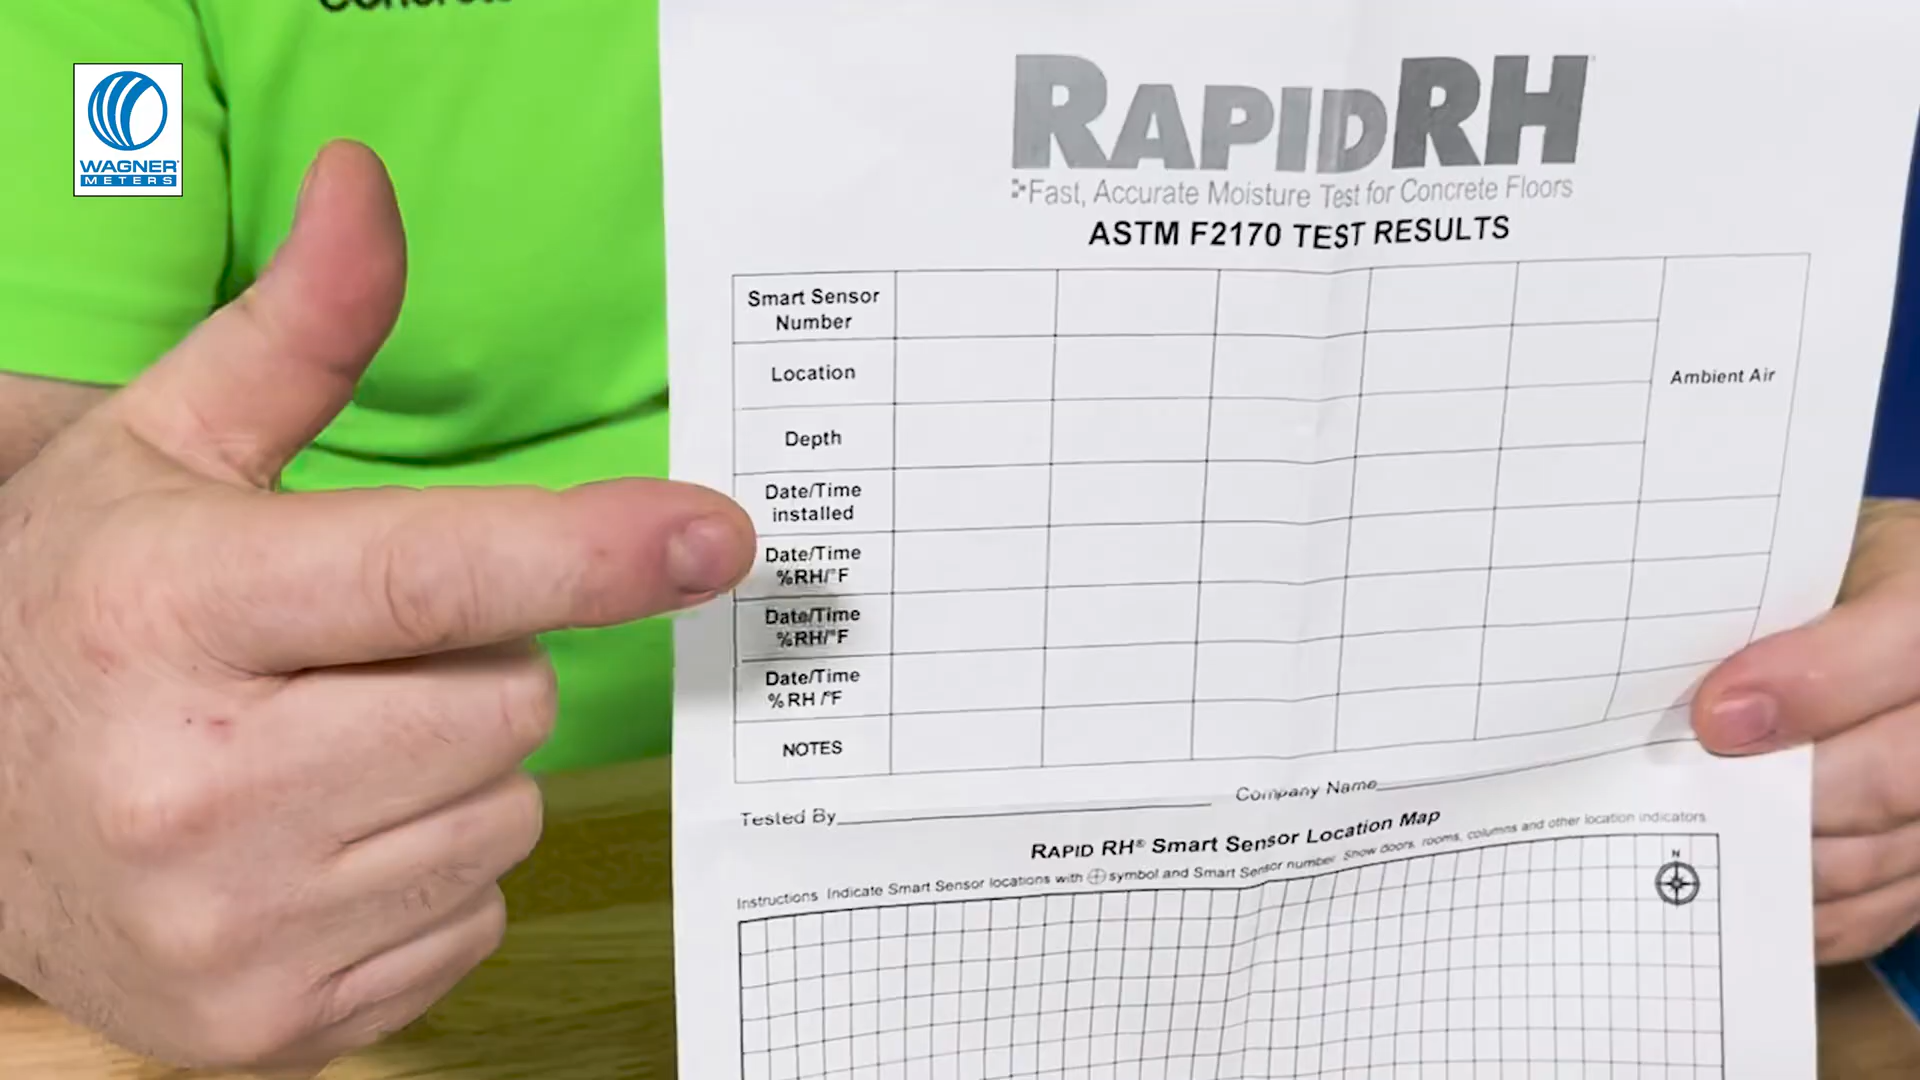 Concrete
WAGNER
METERS
RAPIDRH
Fast, Accurate Moisture Test for Concrete Floors
ASTM F2170 TEST RESULTS
Smart Sensor
Number
Location
Ambient Air
Depth
Date/Time
installed
Date/Time
%RH/°F
Date/Time
%RH/°F
Date/Time
%RH/°F
NOTES
Tested By
Company Name
RAPID RH® Smart Sensor Location Map
Instructions Indicate Smart Sensor locations with symbol and Smart Sensor number. Show doors, rooms, columns and other location indicators.
N